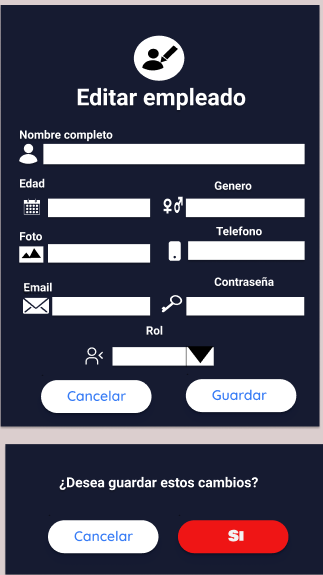 Editar empleado
Nombre completo
Edad
Genero
Foto
Telefono
Email
Contraseña
Rol
Cancelar
Guardar
¿Desea guardar estos cambios?
Cancelar
SI